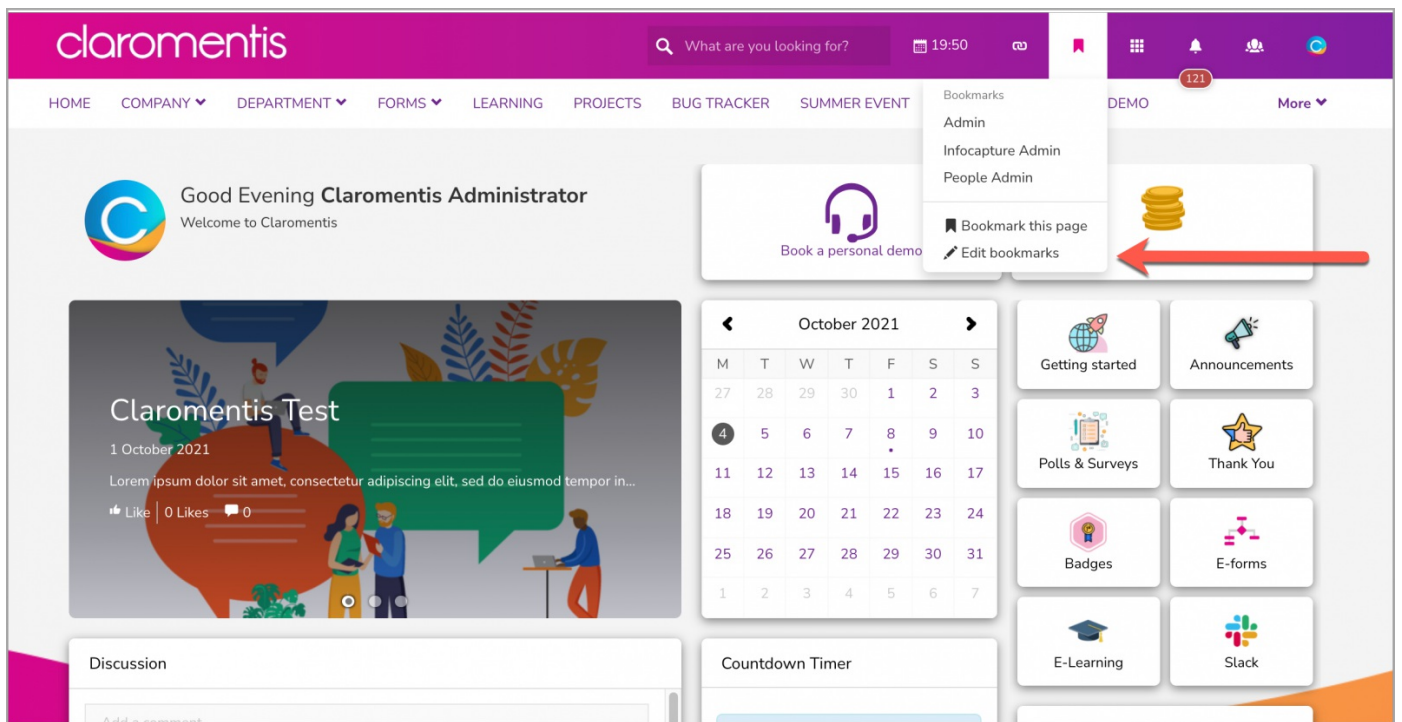 claromentis
What are you looking for?
19:50
121
HOME COMPANY DEPARTMENT FORMS LEARNING PROJECTS BUG TRACKER SUMMER EVENT DEMO More
Bookmarks
Admin
Infocapture Admin
People Admin
Bookmark this page
Edit bookmarks
Good Evening Claromentis Administrator
Welcome to Claromentis
Book a personal demo
Claromentis Test
1 October 2021
Lorem ipsum dolor sit amet, consectetur adipiscing elit, sed do eiusmod tempor in...
Like | 0 Likes 0
October 2021
M T W T F S S
27 28 29 30 1 2 3
4 5 6 7 8 9 10
11 12 13 14 15 16 17
18 19 20 21 22 23 24
25 26 27 28 29 30 31
1 2 3 4 5 6 7
Getting started
Announcements
Polls & Surveys
Thank You
Badges
E-forms
E-Learning
Slack
Discussion
Add a comment
Countdown Timer